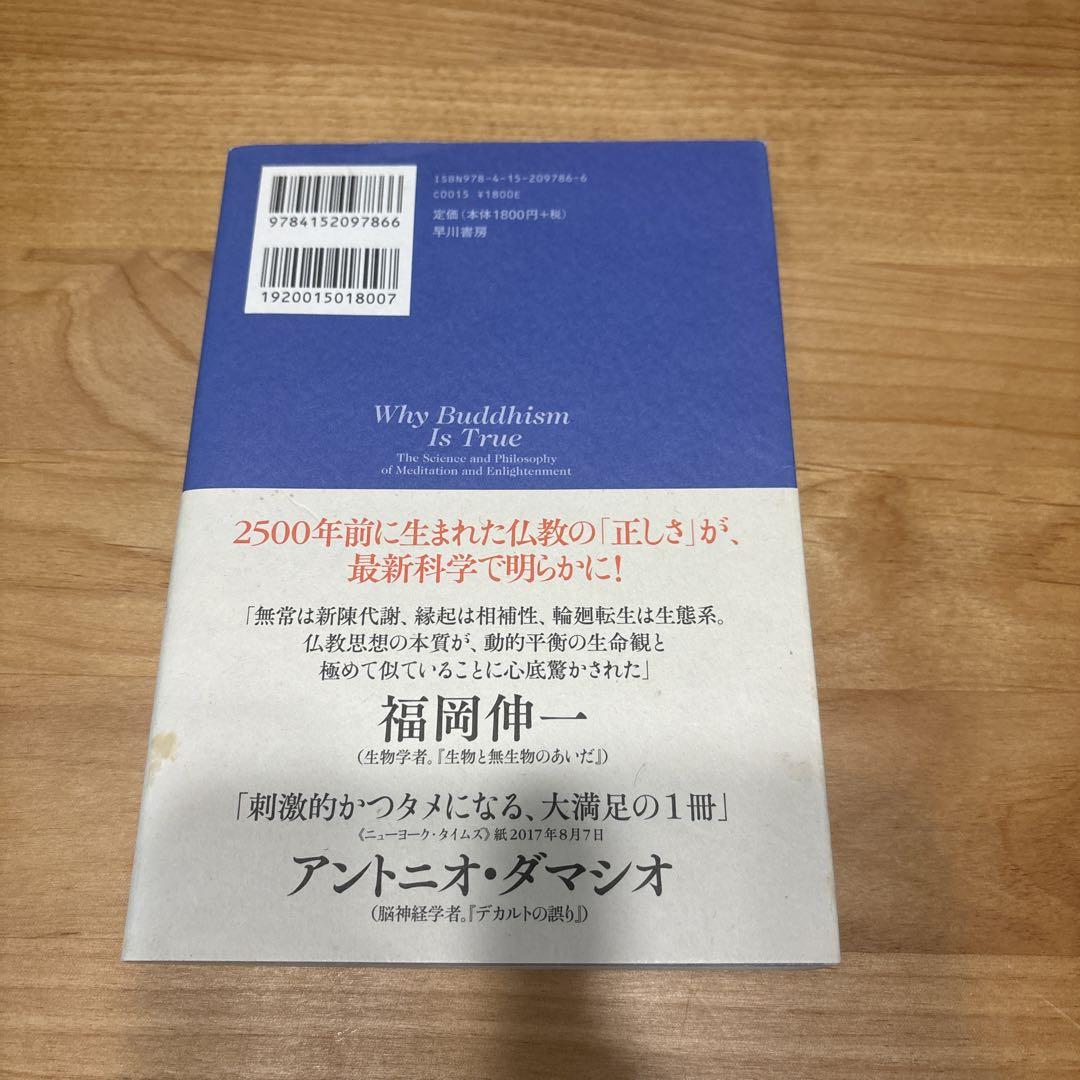 ISBN978-4-15-209786-6
C0015 ¥1800E
定価(本体1800円+税)
早川書房
9784152097866
1920015018007
Why Buddhism
Is True
The Science and Philosophy
of Meditation and Enlightenment
2500年前に生まれた仏教の「正しさ」が、
最新科学で明らかに!
「無常は新陳代謝、縁起は相補性、輪廻転生は生態系。
仏教思想の本質が、動的平衡の生命観と
極めて似ていることに心底驚かされた」
福岡伸一
(生物学者。『生物と無生物のあいだ』)
「刺激的かつタメになる、大満足の1冊」
《ニューヨーク・タイムズ》紙2017年8月7日
アントニオ・ダマシオ
(脳神経学者。『デカルトの誤り』)